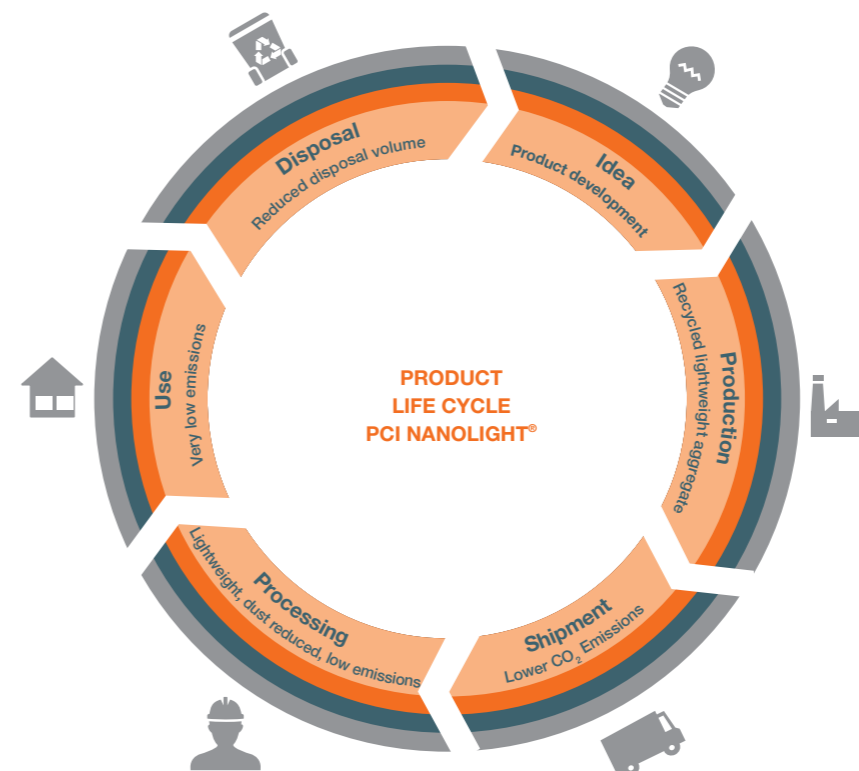 PRODUCT
LIFE CYCLE
PCI NANOLIGHT®
Idea
Product development
Production
Recycled lightweight aggregate
Shipment
Lower CO₂ Emissions
Processing
Lightweight, dust reduced, low emissions
Use
Very low emissions
Disposal
Reduced disposal volume